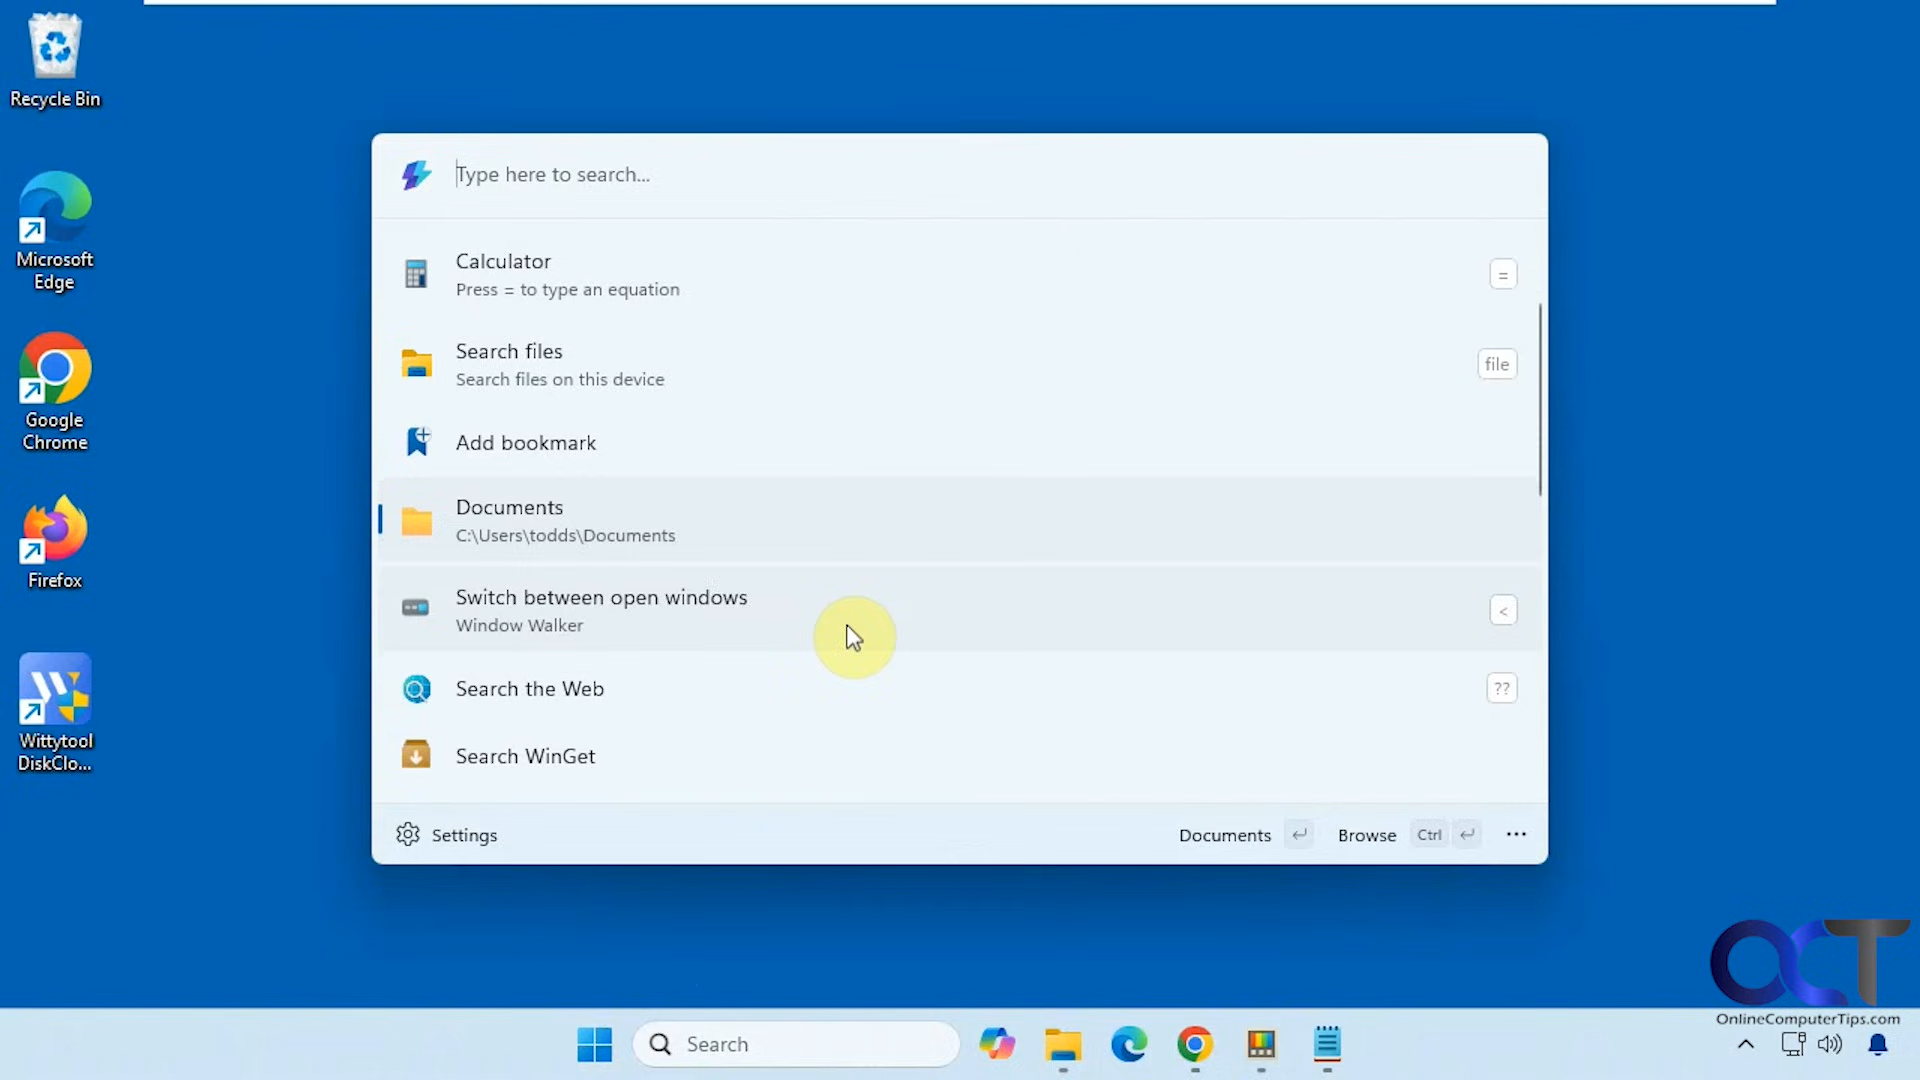 Recycle Bin
Microsoft
Edge
Google
Chrome
Firefox
Wittytool
DiskClo...
Type here to search...
Calculator
Press = to type an equation
=
Search files
Search files on this device
file
Add bookmark
Documents
C:\Users\todds\Documents
Switch between open windows
Window Walker
<
Search the Web
??
Search WinGet
Settings
Documents
Browse
Ctrl
Search
OCT
OnlineComputerTips.com